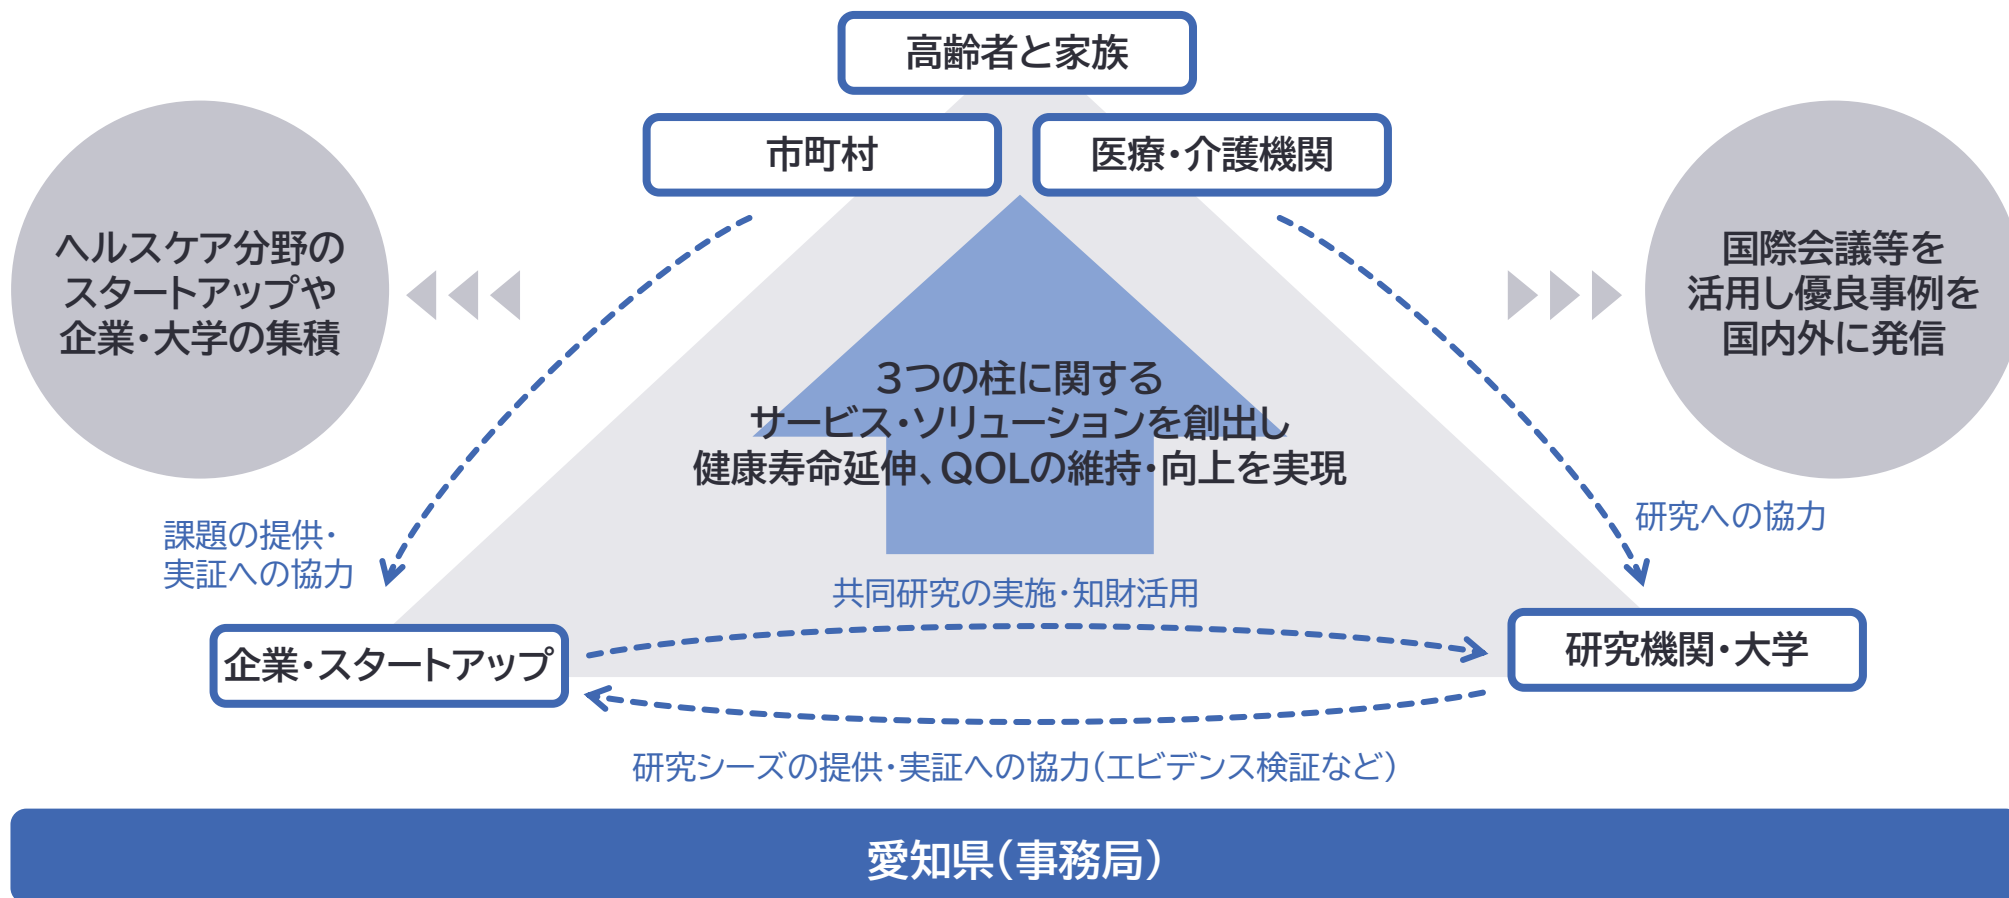 高齢者と家族
市町村
医療・介護機関
ヘルスケア分野の
スタートアップや
企業・大学の集積
国際会議等を
活用し優良事例を
国内外に発信
3つの柱に関する
サービス・ソリューションを創出し
健康寿命延伸、QOLの維持・向上を実現
課題の提供・
実証への協力
研究への協力
共同研究の実施・知財活用
企業・スタートアップ
研究機関・大学
研究シーズの提供・実証への協力(エビデンス検証など)
愛知県(事務局)